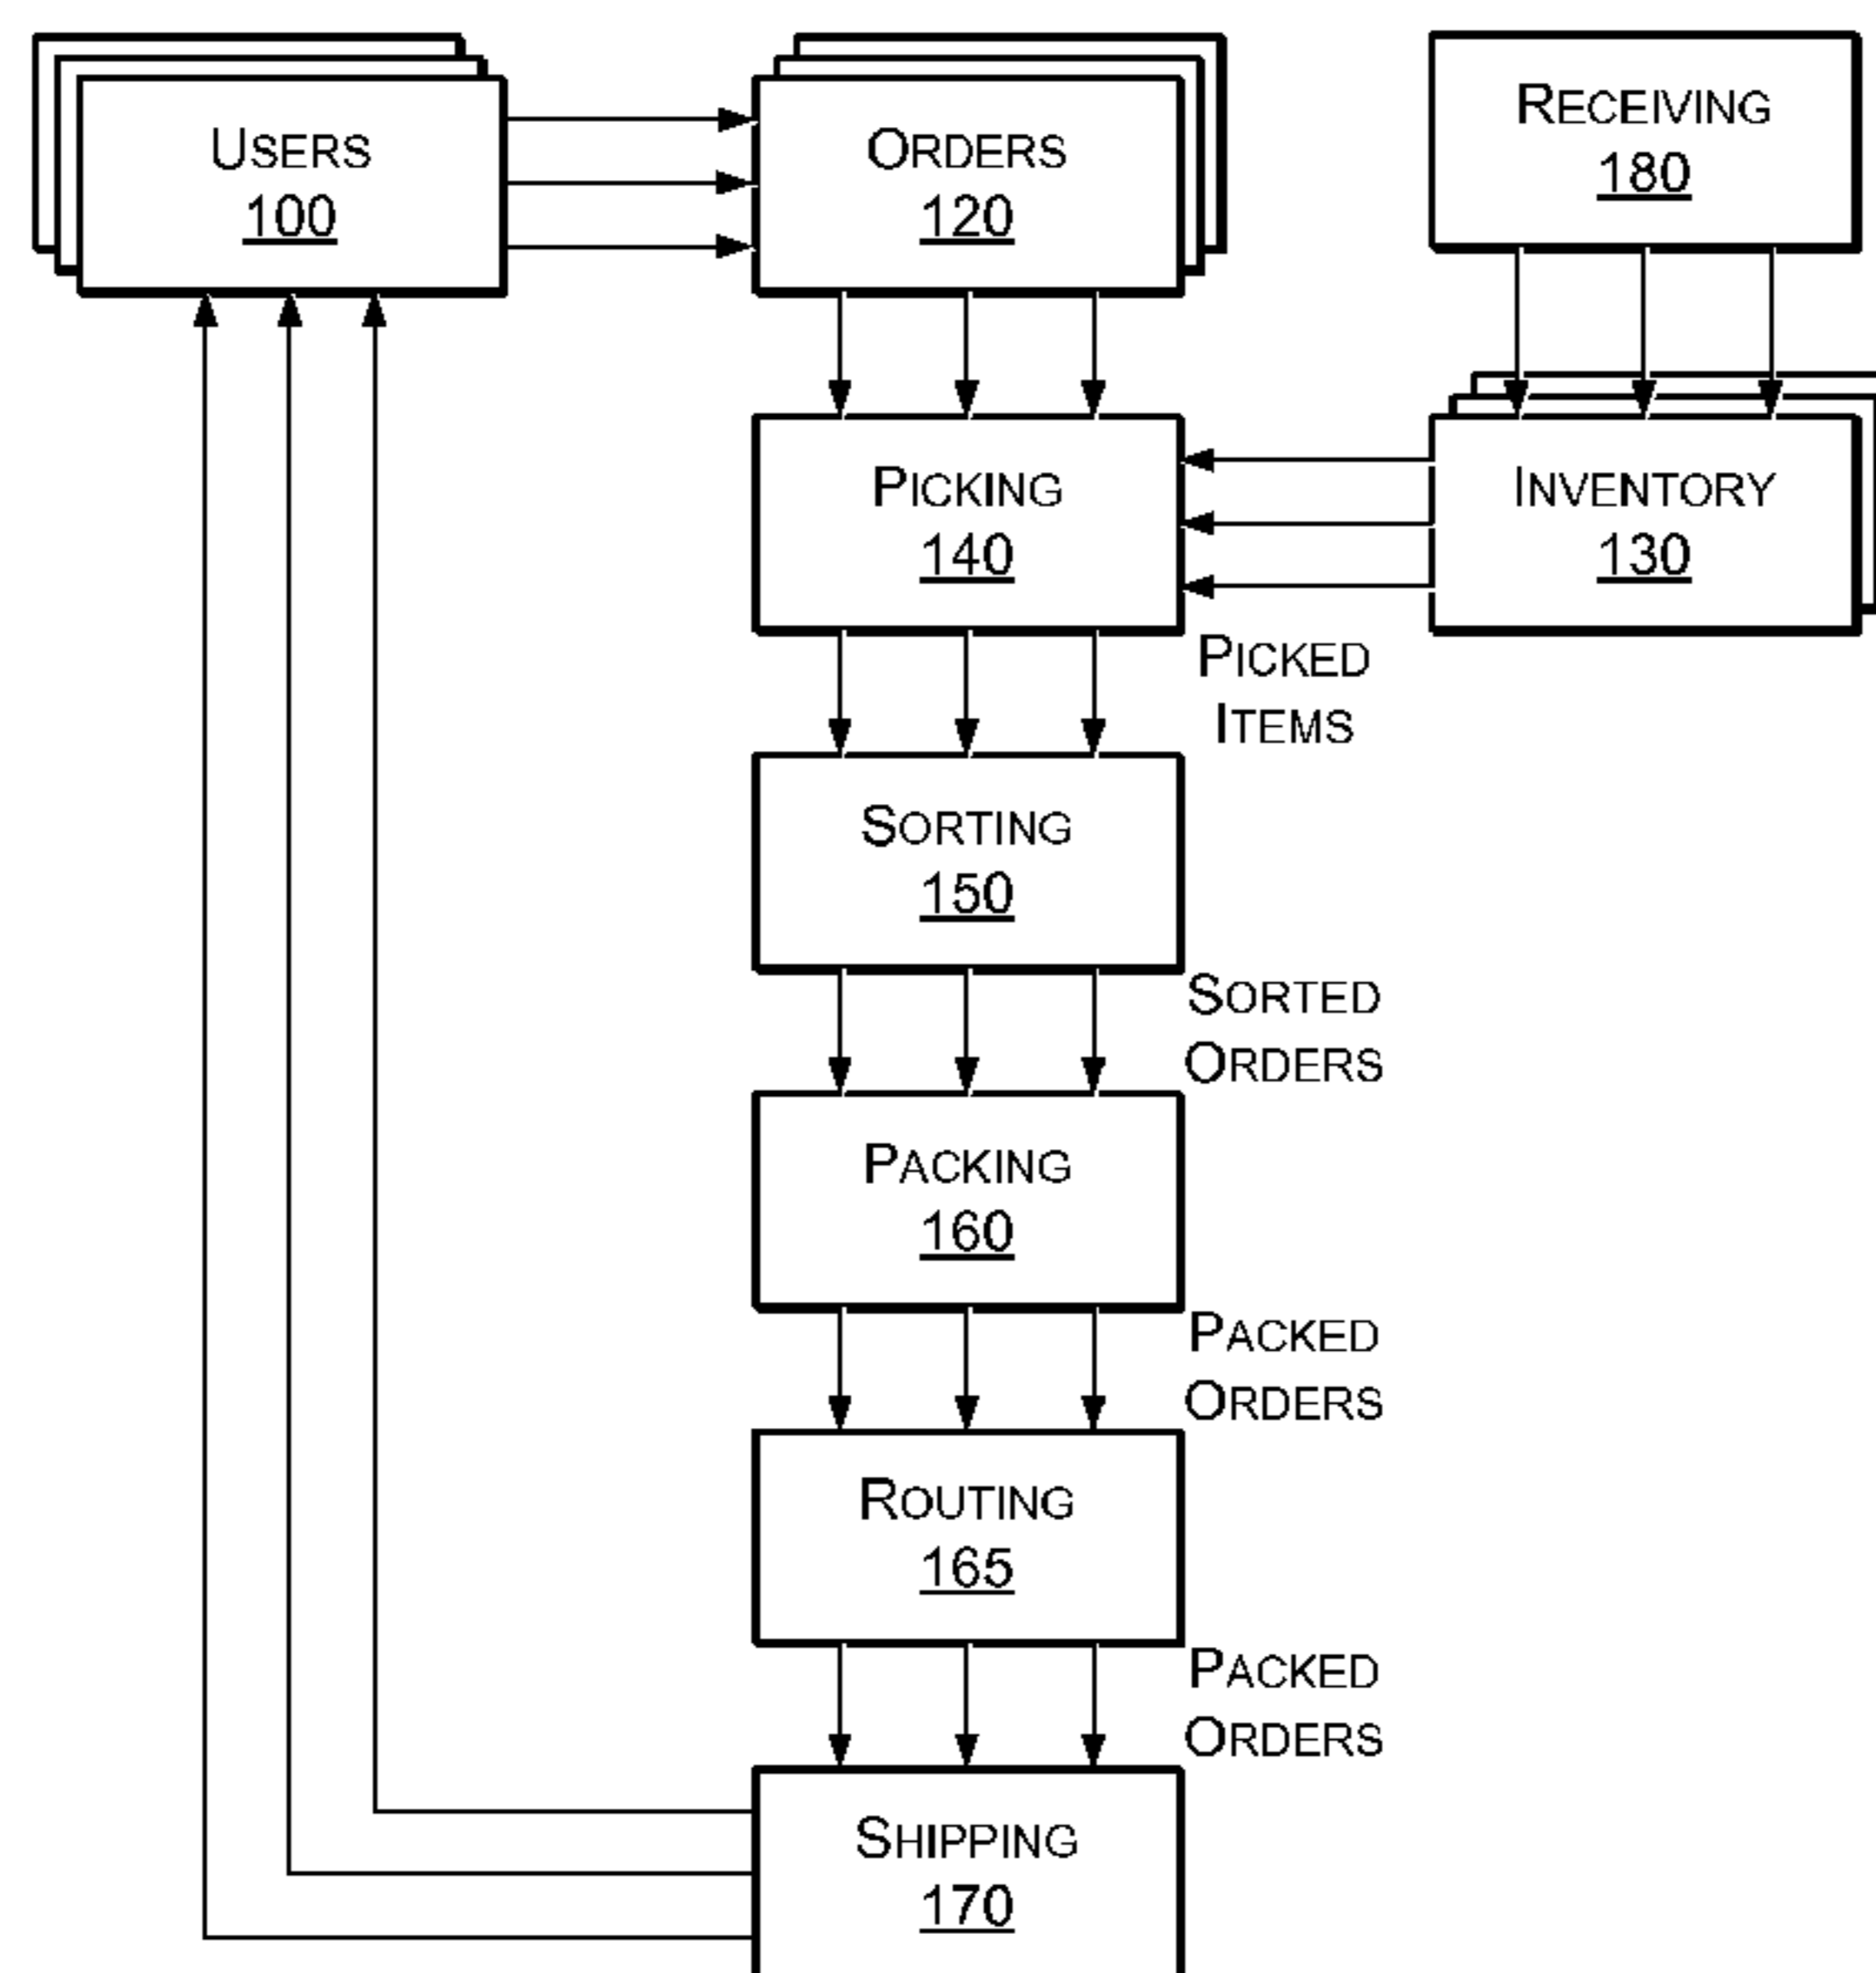 USERS
100
ORDERS
120
RECEIVING
180
PICKING
140
INVENTORY
130
PICKED
ITEMS
SORTING
150
SORTED
ORDERS
PACKING
160
PACKED
ORDERS
ROUTING
165
PACKED
ORDERS
SHIPPING
170